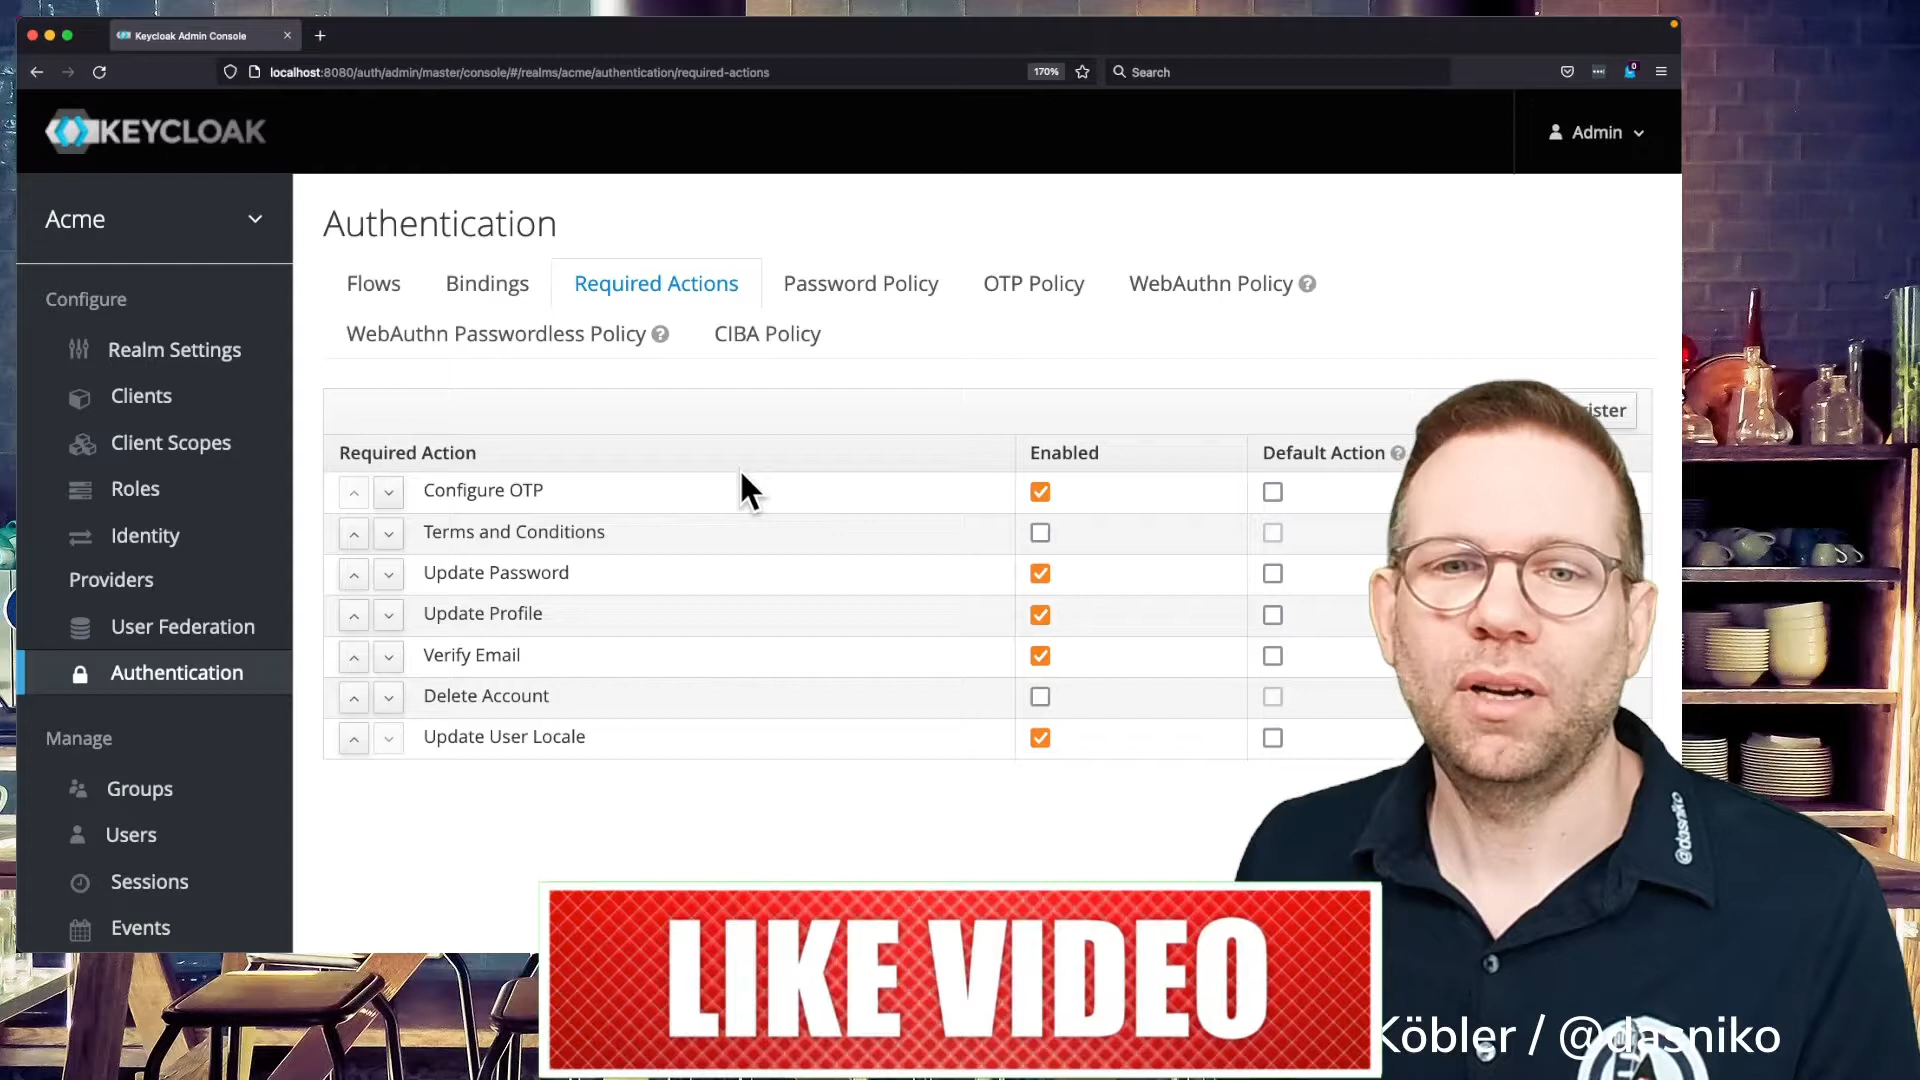 Keycloak Admin Console
localhost:8080/auth/admin/master/console/#/realms/acme/authentication/required-actions
170%
Search
0
KEYCLOAK
Admin
Acme
Configure
Realm Settings
Clients
Client Scopes
Roles
Identity
Providers
User Federation
Authentication
Manage
Groups
Users
Sessions
Events
Authentication
Flows
Bindings
Required Actions
Password Policy
OTP Policy
WebAuthn Policy
WebAuthn Passwordless Policy
CIBA Policy
ister
Required Action
Enabled
Default Action
Configure OTP
Terms and Conditions
Update Password
Update Profile
Verify Email
Delete Account
Update User Locale
@dasniko
LIKE VIDEO
Köbler / @dasniko